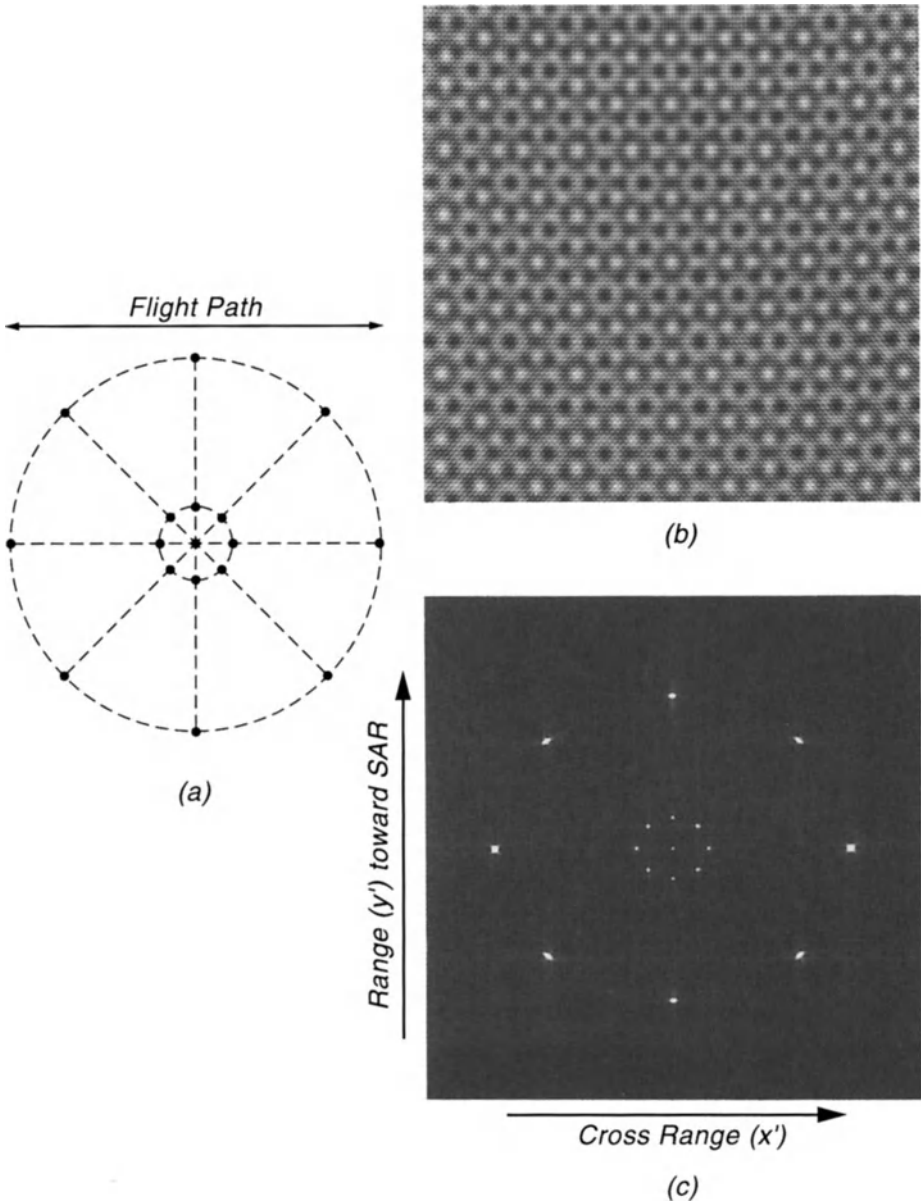 Flight Path
(a)
(b)
Range (y') toward SAR
Cross Range (x')
(c)